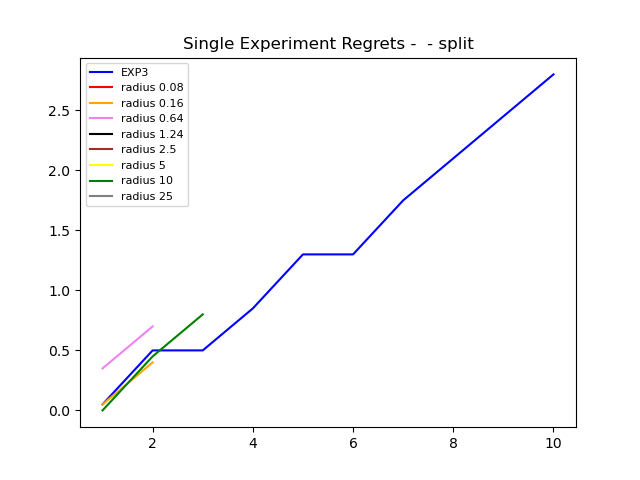 Single Experiment Regrets -  - split
EXP3
radius 0.08
radius 0.16
radius 0.64
radius 1.24
radius 2.5
radius 5
radius 10
radius 25
2.5
2.0
1.5
1.0
0.5
0.0
2 4 6 8 10